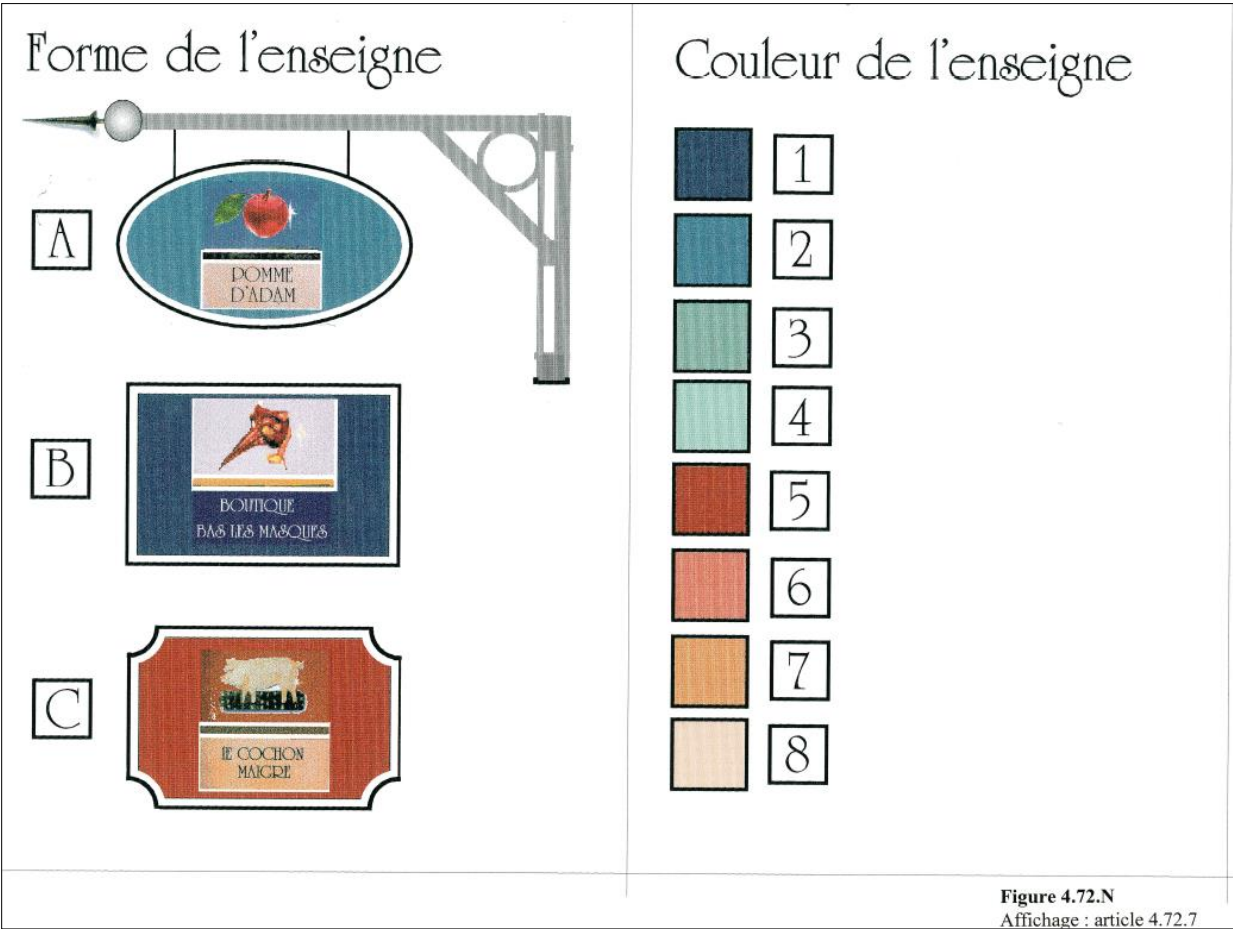 Forme de l'enseigne
A
POMME
D'ADAM
B
BOUTIQUE
BAS LES MASQUES
C
LE COCHON
MAIGRE
Couleur de l'enseigne
1
2
3
4
5
6
7
8
Figure 4.72.N
Affichage : article 4.72.7